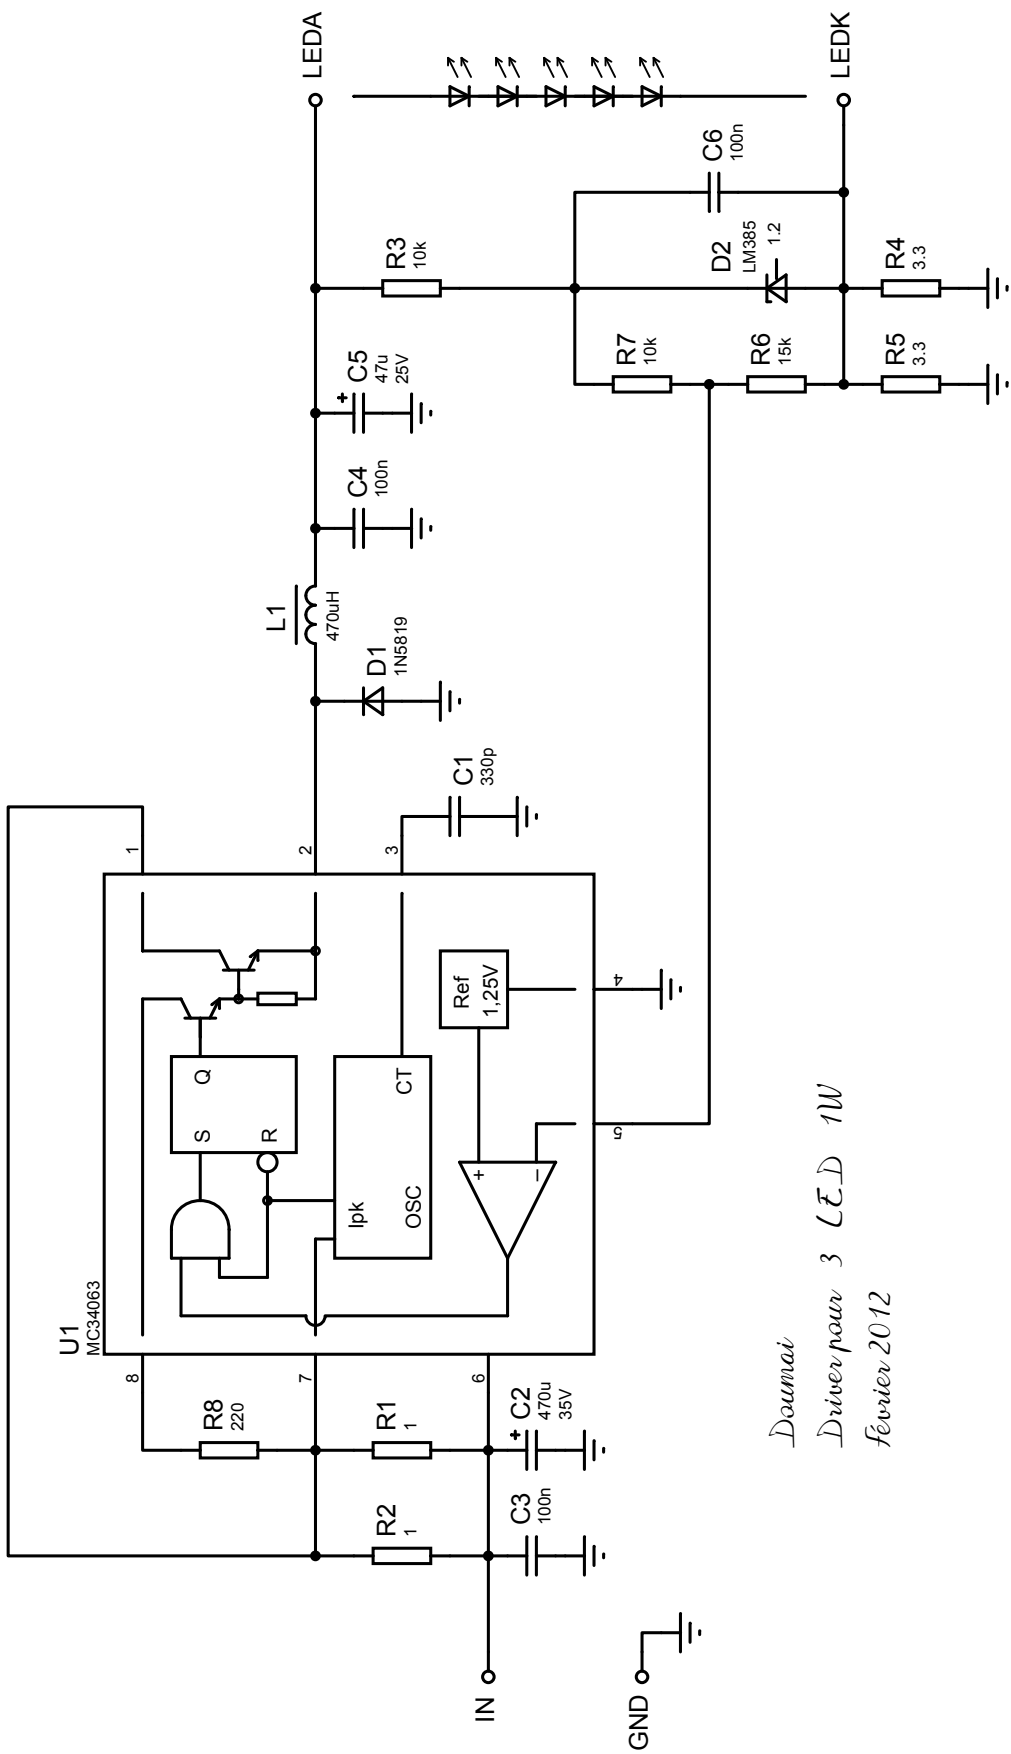 U1
MC34063
8
1
S
Q
R
R8
220
7
2
L1
470uH
LEDA
Ipk
CT
OSC
3
R2
1
R1
1
D1
1N5819
C4
100n
+
C5
47u
25V
R3
10k
6
C1
330p
Ref
1,25V
+
–
IN
C3
100n
+
C2
470u
35V
5
4
R7
10k
GND
D2
LM385
1.2
C6
100n
R6
15k
LEDK
R5
3.3
R4
3.3
Doumai
Driver pour 3 LED 1W
Février 2012